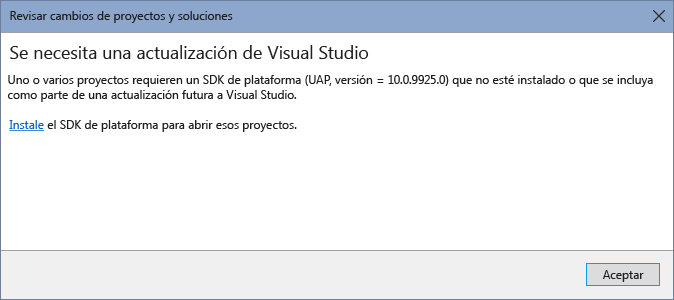 Revisar cambios de proyectos y soluciones
Se necesita una actualización de Visual Studio
Uno o varios proyectos requieren un SDK de plataforma (UAP, versión = 10.0.9925.0) que no esté instalado o que se incluya
como parte de una actualización futura a Visual Studio.
Instale el SDK de plataforma para abrir esos proyectos.
Aceptar